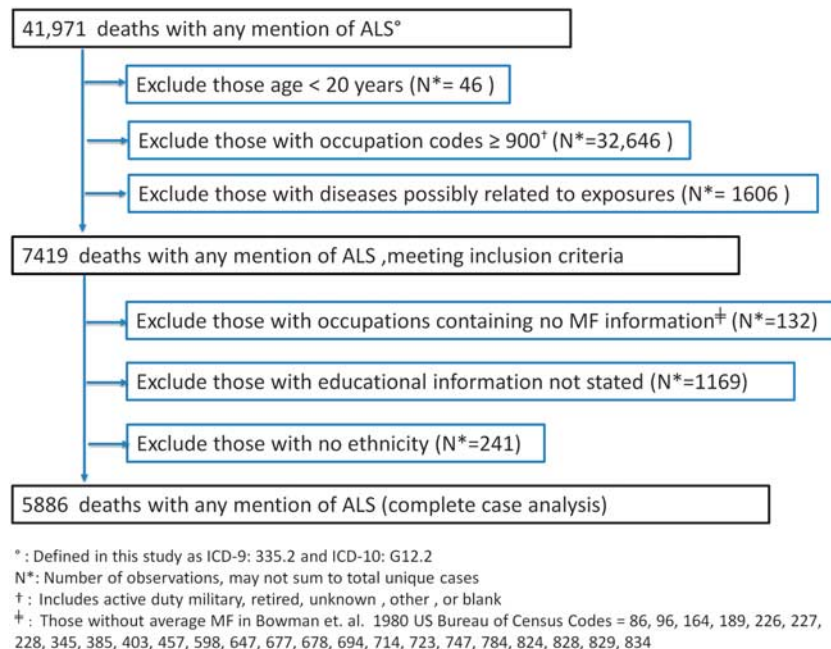 41,971 deaths with any mention of ALS°
Exclude those age < 20 years (N*= 46 )
Exclude those with occupation codes ≥ 900† (N*=32,646 )
Exclude those with diseases possibly related to exposures (N*= 1606 )
7419 deaths with any mention of ALS ,meeting inclusion criteria
Exclude those with occupations containing no MF information⧧ (N*=132)
Exclude those with educational information not stated (N*=1169)
Exclude those with no ethnicity (N*=241)
5886 deaths with any mention of ALS (complete case analysis)
° : Defined in this study as ICD-9: 335.2 and ICD-10: G12.2
N*: Number of observations, may not sum to total unique cases
† : Includes active duty military, retired, unknown , other , or blank
⧧ : Those without average MF in Bowman et. al. 1980 US Bureau of Census Codes = 86, 96, 164, 189, 226, 227,
228, 345, 385, 403, 457, 598, 647, 677, 678, 694, 714, 723, 747, 784, 824, 828, 829, 834